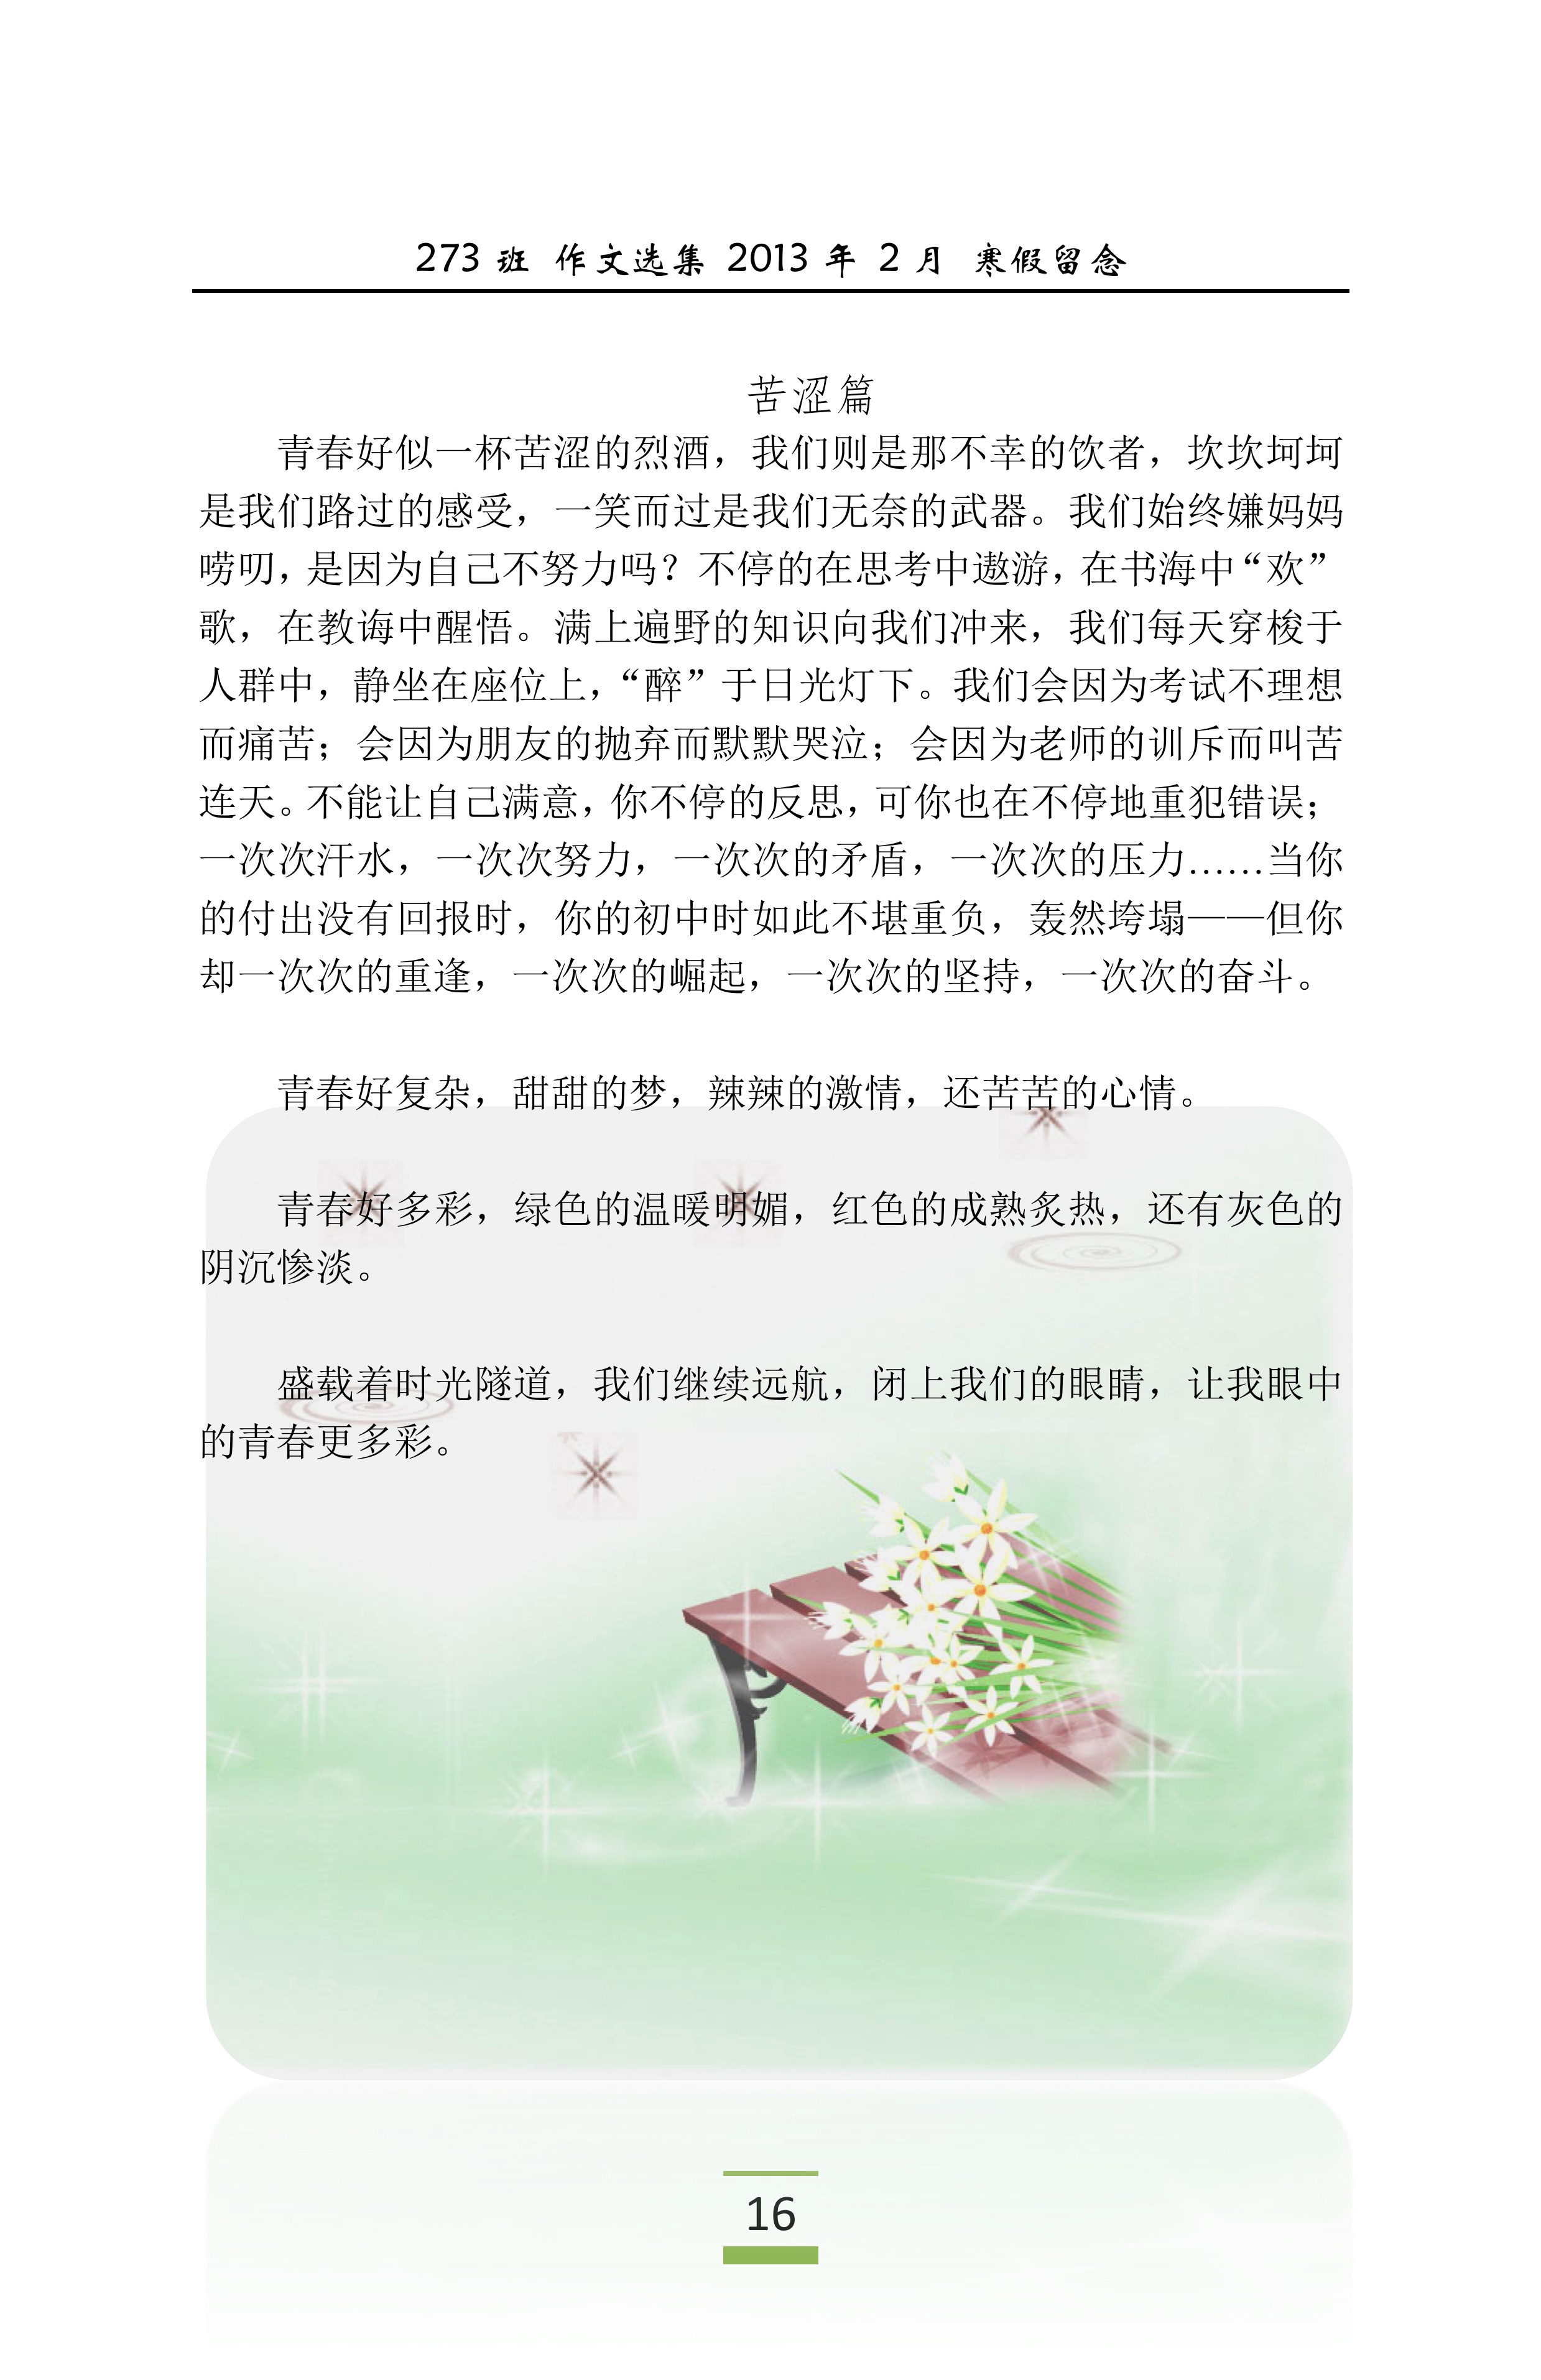 273 班 作文选集 2013 年 2 月 寒假留念
苦涩篇
青春好似一杯苦涩的烈酒，我们则是那不幸的饮者，坎坎坷坷
是我们路过的感受，一笑而过是我们无奈的武器。我们始终嫌妈妈
唠叨，是因为自己不努力吗？不停的在思考中遨游，在书海中“欢”
歌，在教诲中醒悟。满上遍野的知识向我们冲来，我们每天穿梭于
人群中，静坐在座位上，“醉”于日光灯下。我们会因为考试不理想
而痛苦；会因为朋友的抛弃而默默哭泣；会因为老师的训斥而叫苦
连天。不能让自己满意，你不停的反思，可你也在不停地重犯错误；
一次次汗水，一次次努力，一次次的矛盾，一次次的压力……当你
的付出没有回报时，你的初中时如此不堪重负，轰然垮塌——但你
却一次次的重逢，一次次的崛起，一次次的坚持，一次次的奋斗。
青春好复杂，甜甜的梦，辣辣的激情，还苦苦的心情。
青春好多彩，绿色的温暖明媚，红色的成熟炙热，还有灰色的
阴沉惨淡。
盛载着时光隧道，我们继续远航，闭上我们的眼睛，让我眼中
的青春更多彩。
16